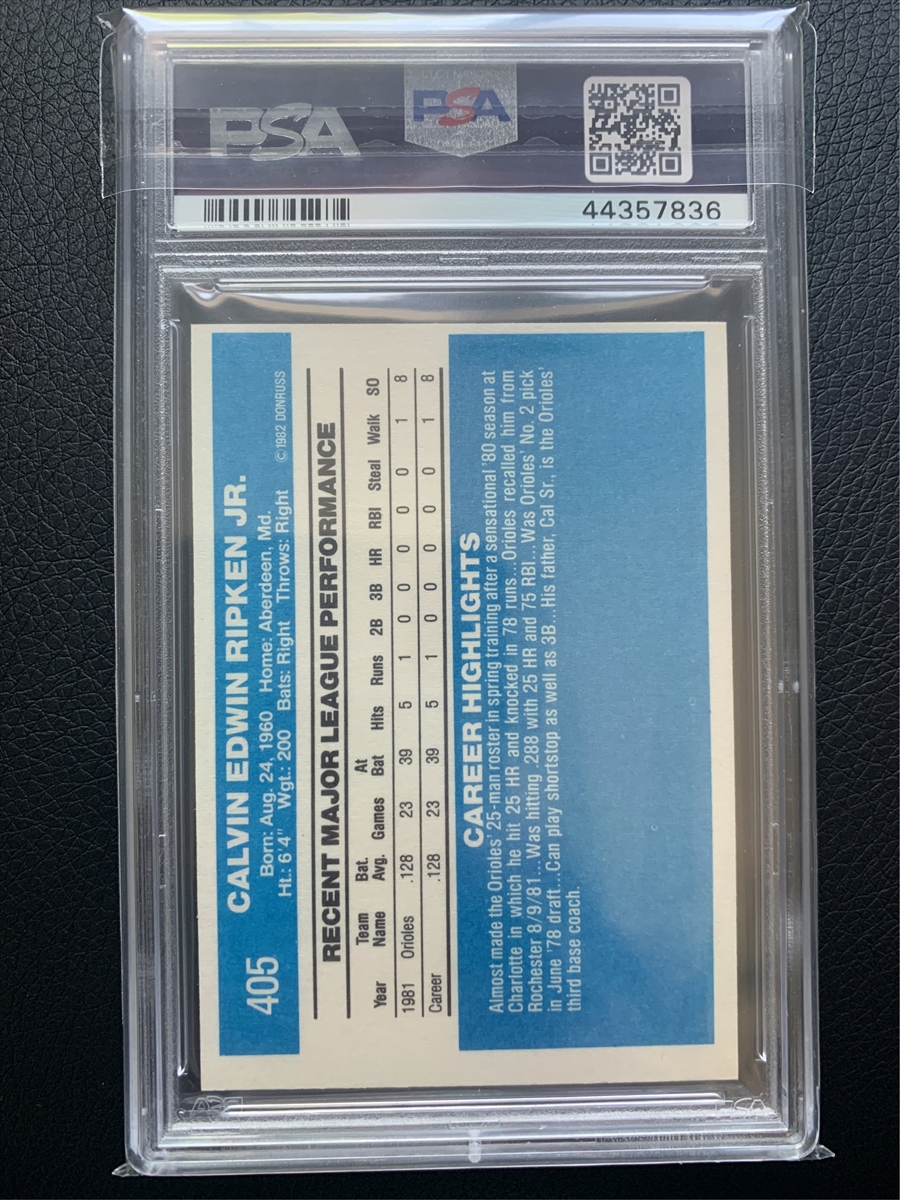 PSA
PSA
44357836
405
CALVIN EDWIN RIPKEN JR.
Born: Aug. 24, 1960 Home: Aberdeen, Md.
Ht.: 6'4" Wgt.: 200 Bats: Right Throws: Right
©1982 DONRUSS
RECENT MAJOR LEAGUE PERFORMANCE
Year Team Name Bat. Avg. Games At Bat Hits Runs 2B 3B HR RBI Steal Walk SO
1981 Orioles .128 23 39 5 1 0 0 0 0 0 1 8
Career .128 23 39 5 1 0 0 0 0 0 1 8
CAREER HIGHLIGHTS
Almost made the Orioles' 25-man roster in spring training after a sensational '80 season at
Charlotte in which he hit 25 HR and knocked in 78 runs...Orioles recalled him from
Rochester 8/9/81...Was hitting .288 with 25 HR and 75 RBI...Was Orioles' No. 2 pick
in June '78 draft...Can play shortstop as well as 3B...His father, Cal Sr., is the Orioles'
third base coach.
PSA
PSA